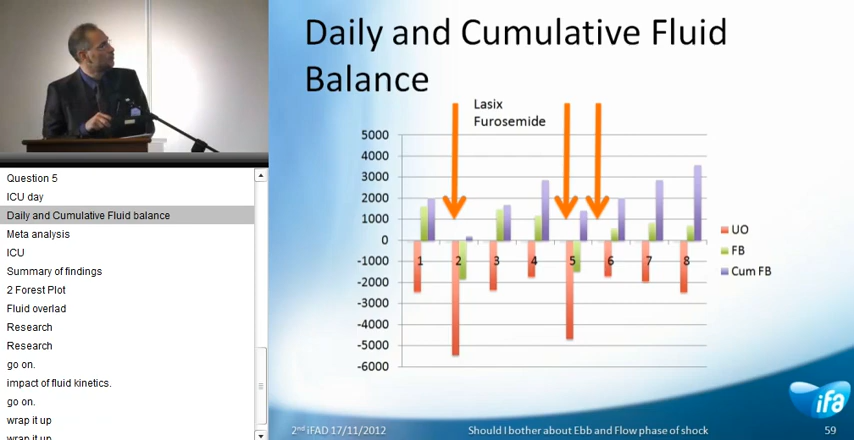 Daily and Cumulative Fluid
Balance
Lasix
Furosemide
5000
4000
3000
2000
1000
0
-1000
-2000
-3000
-4000
-5000
-6000
1 2 3 4 5 6 7 8
UO
FB
Cum FB
Question 5
ICU day
Daily and Cumulative Fluid balance
Meta analysis
ICU
Summary of findings
2 Forest Plot
Fluid overlad
Research
Research
go on.
impact of fluid kinetics.
go on.
wrap it up
wrap it up
2nd iFAD 17/11/2012
Should I bother about Ebb and Flow phase of shock
59
ifa